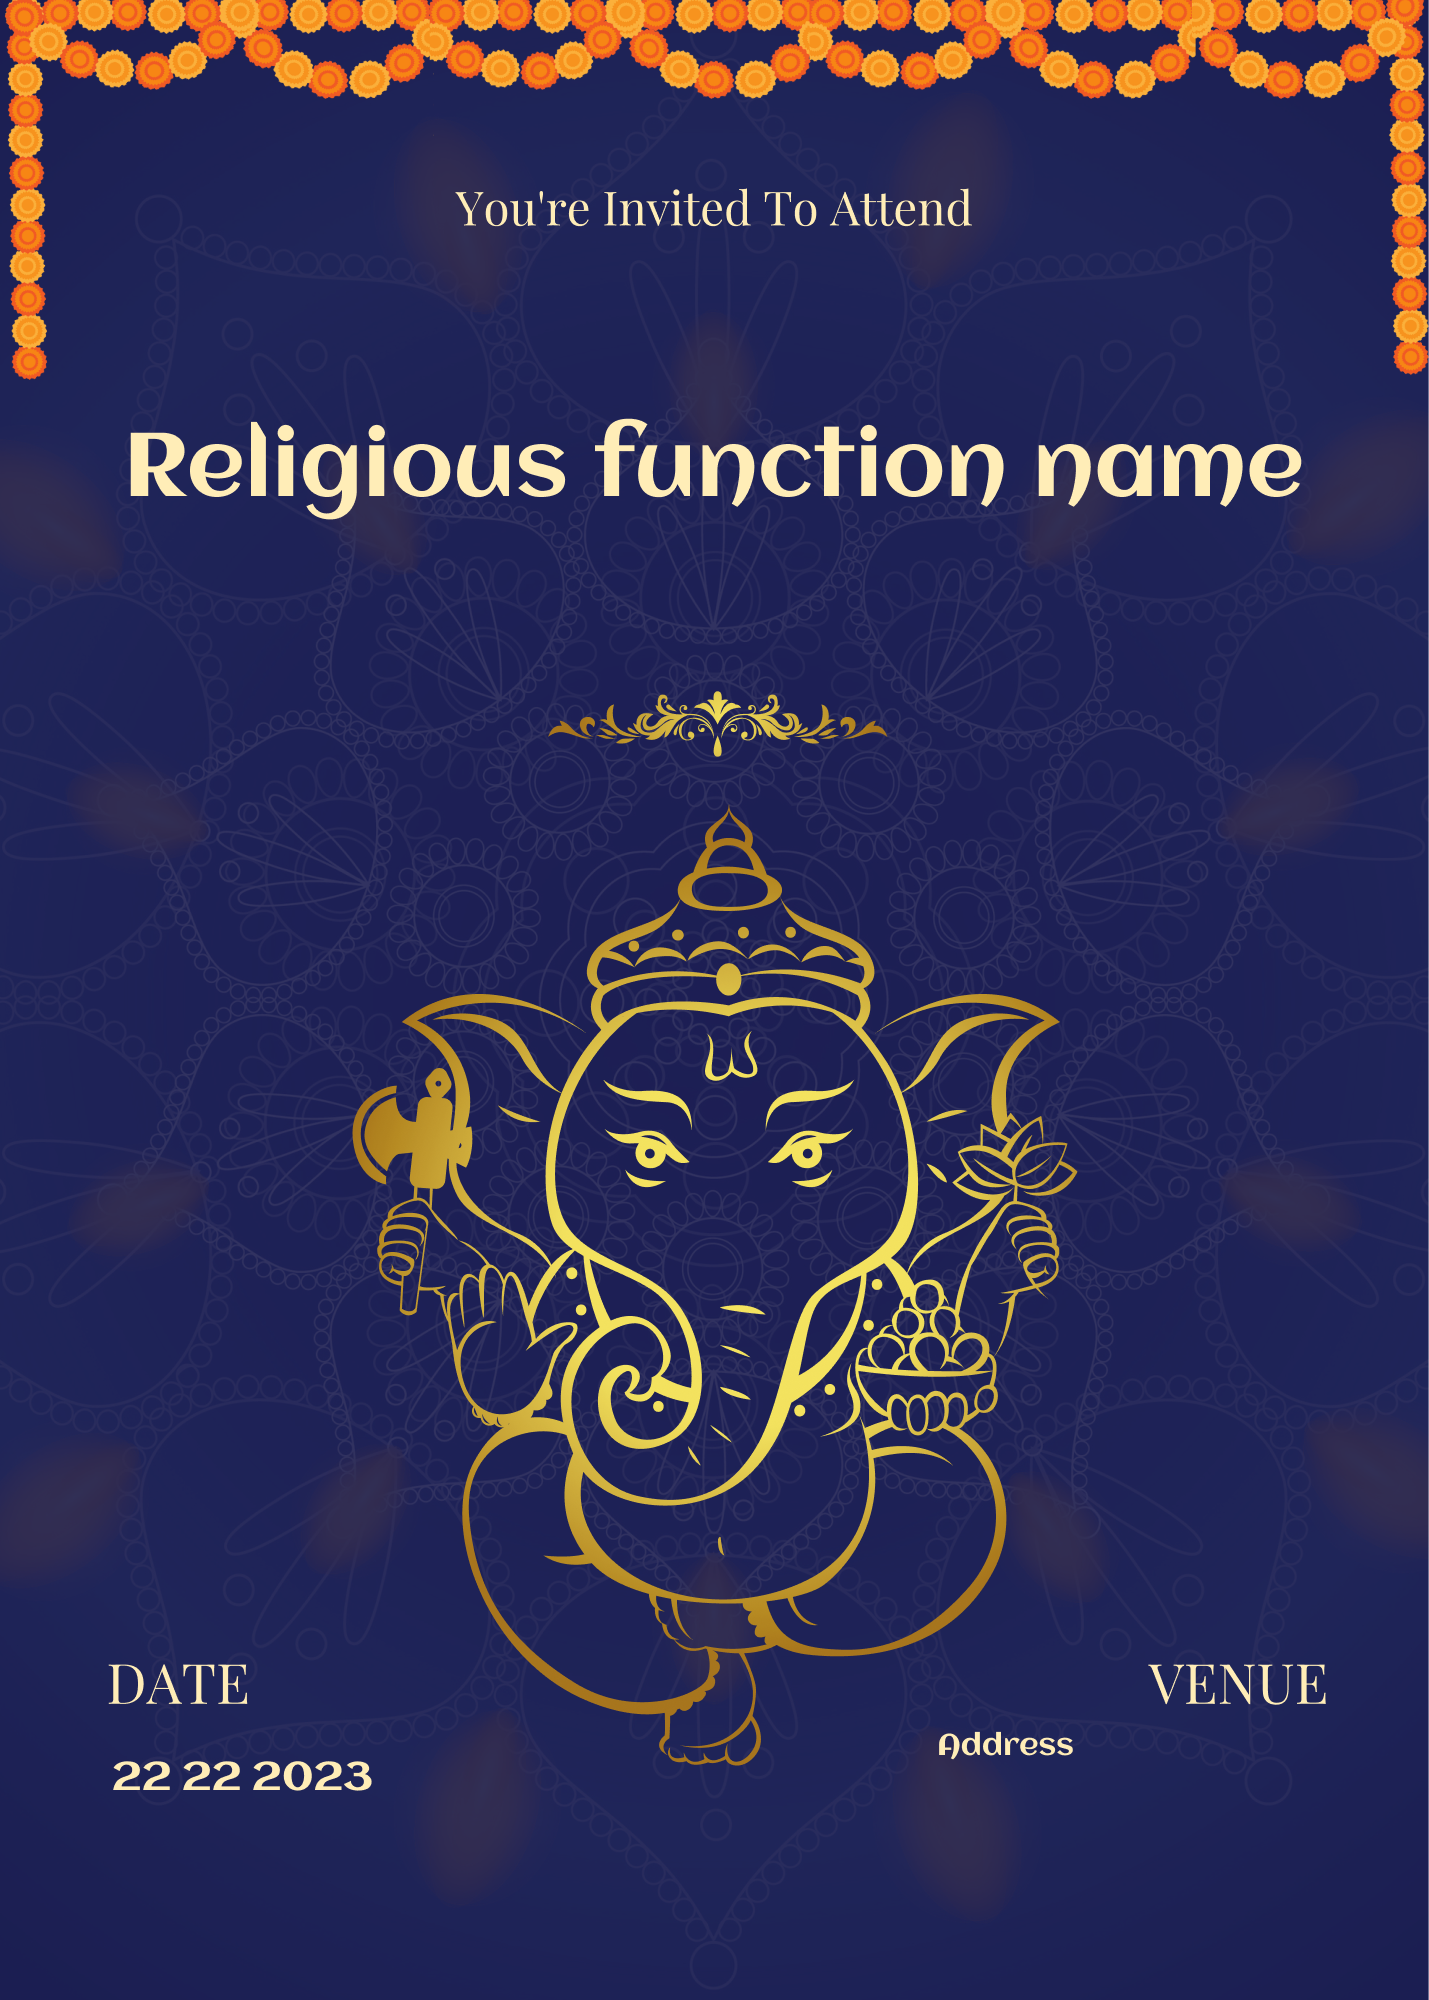 You're Invited To Attend
Religious function name
DATE
22 22 2023
VENUE
Address